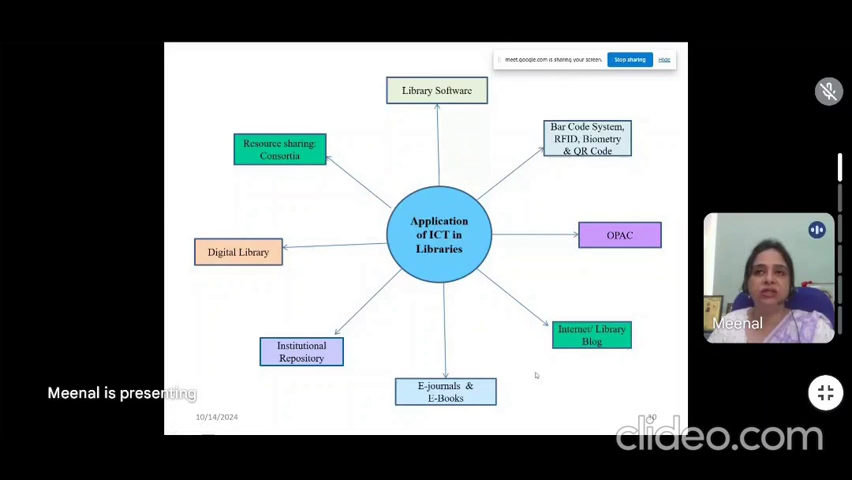 meet.google.com is sharing your screen.
Stop sharing
Hide
Library Software
Bar Code System,
RFID, Biometry
& QR Code
Resource sharing:
Consortia
Application
of ICT in
Libraries
OPAC
Digital Library
Internet/ Library
Blog
Institutional
Repository
E-journals &
E-Books
Meenal
Meenal is presenting
10/14/2024
10
clideo.com